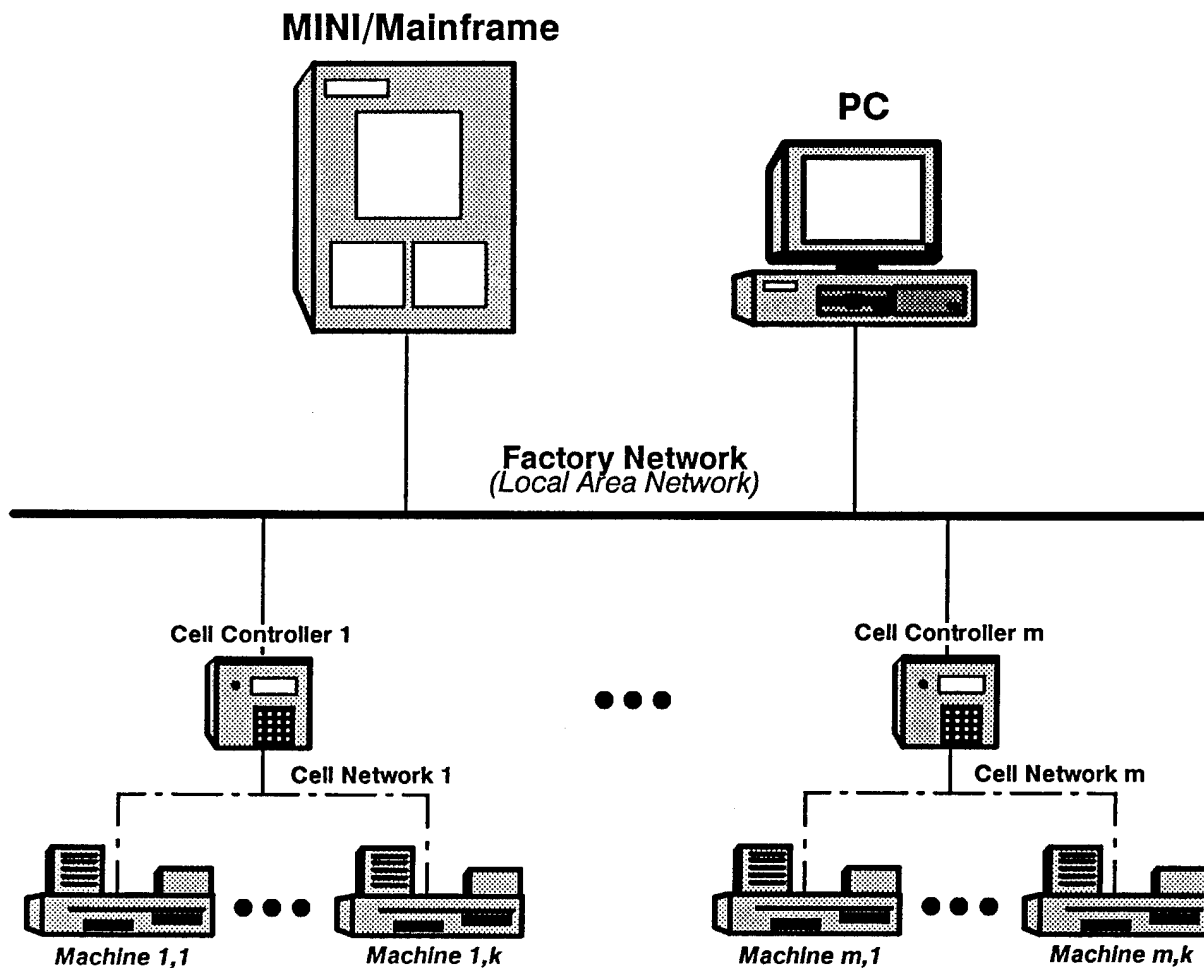 MINI/Mainframe
PC
Factory Network
(Local Area Network)
Cell Controller 1
Cell Controller m
Cell Network 1
Cell Network m
Machine 1,1
Machine 1,k
Machine m,1
Machine m,k